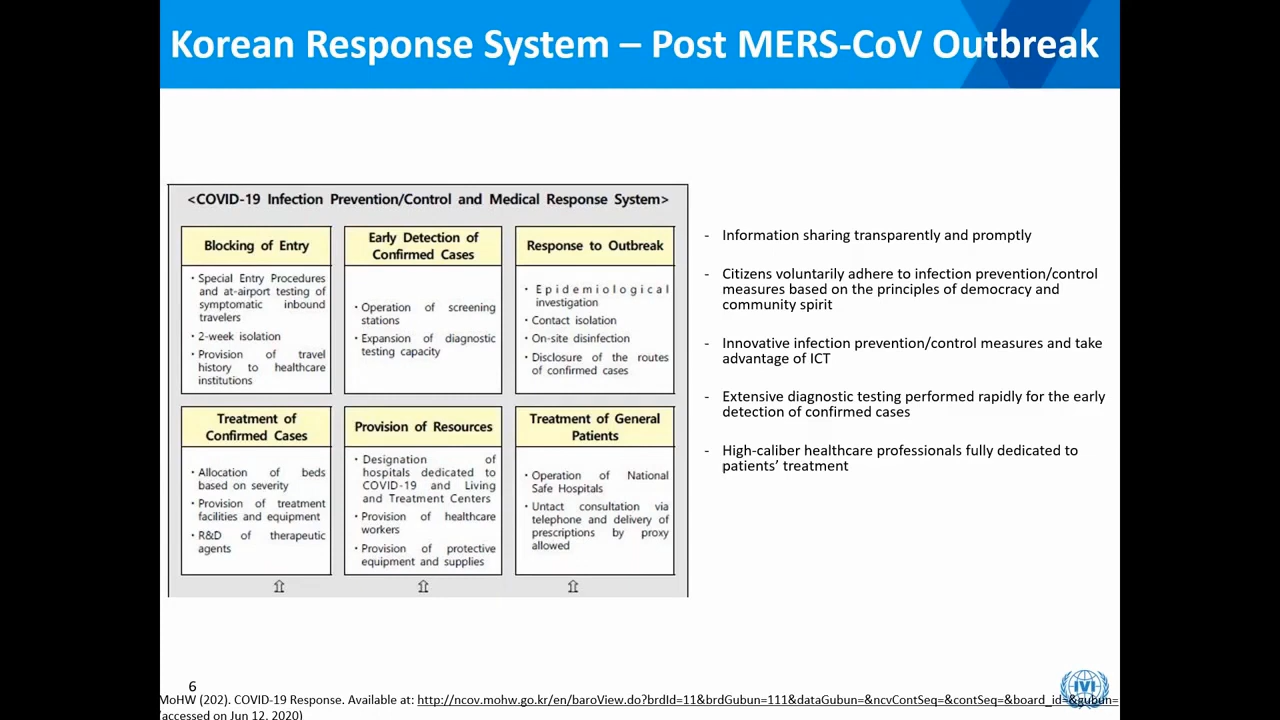 Korean Response System – Post MERS-CoV Outbreak
<COVID-19 Infection Prevention/Control and Medical Response System>
Blocking of Entry
· Special Entry Procedures
and at-airport testing of
symptomatic inbound
travelers
· 2-week isolation
· Provision of travel
history to healthcare
institutions
Early Detection of
Confirmed Cases
· Operation of screening
stations
· Expansion of diagnostic
testing capacity
Response to Outbreak
· Epidemiological
investigation
· Contact isolation
· On-site disinfection
· Disclosure of the routes
of confirmed cases
Treatment of
Confirmed Cases
· Allocation of beds
based on severity
· Provision of treatment
facilities and equipment
· R&D of therapeutic
agents
Provision of Resources
· Designation of
hospitals dedicated to
COVID-19 and Living
and Treatment Centers
· Provision of healthcare
workers
· Provision of protective
equipment and supplies
Treatment of General
Patients
· Operation of National
Safe Hospitals
· Untact consultation via
telephone and delivery of
prescriptions by proxy
allowed
- Information sharing transparently and promptly
- Citizens voluntarily adhere to infection prevention/control
measures based on the principles of democracy and
community spirit
- Innovative infection prevention/control measures and take
advantage of ICT
- Extensive diagnostic testing performed rapidly for the early
detection of confirmed cases
- High-caliber healthcare professionals fully dedicated to
patients’ treatment
6
IVI
MoHW (202). COVID-19 Response. Available at: http://ncov.mohw.go.kr/en/baroView.do?brdId=11&brdGubun=111&dataGubun=&ncvContSeq=&contSeq=&board_id=&gubun=
(accessed on Jun 12, 2020)